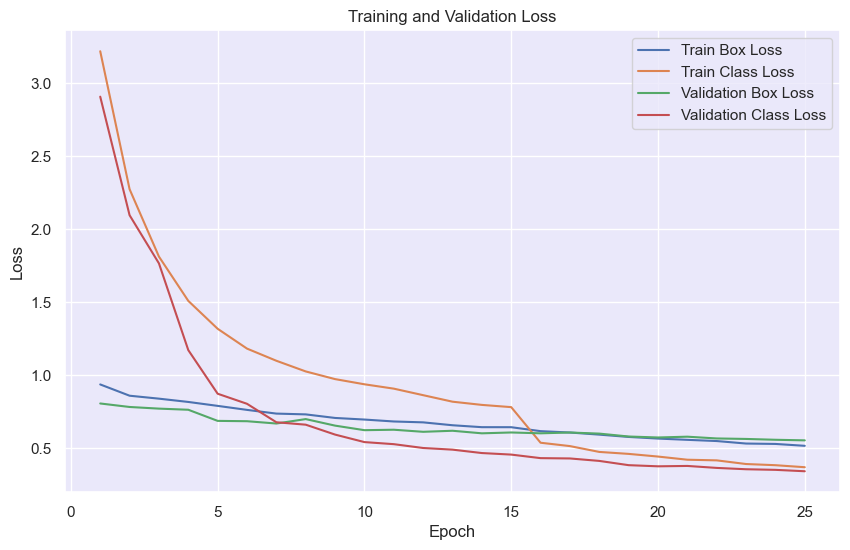 Training and Validation Loss
Train Box Loss
Train Class Loss
Validation Box Loss
Validation Class Loss
3.0
2.5
2.0
1.5
1.0
0.5
Loss
0 5 10 15 20 25
Epoch